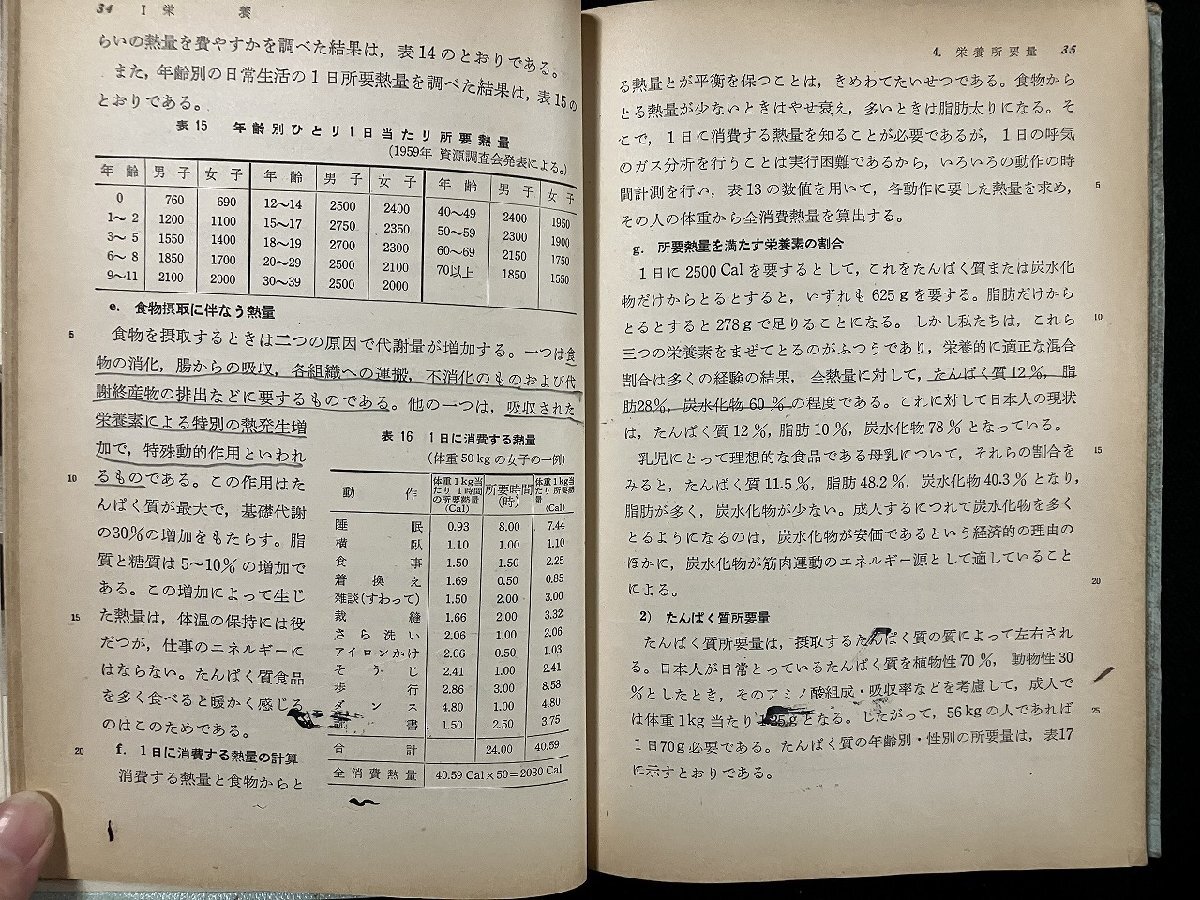 34 I 栄養
らいの熱量を費やすかを調べた結果は，表14のとおりである。
また，年齢別の日常生活の1日所要熱量を調べた結果は，表15の
とおりである。
表 15 年齢別ひとり1日当たり所要熱量
(1959年 資源調査会発表による。)
年齢 男子 女子 年齢 男子 女子 年齢 男子 女子
0 760 690 12～14 2500 2400 40～49 2400 1950
1～2 1200 1100 15～17 2750 2350 50～59 2300 1900
3～5 1550 1400 18～19 2700 2300 60～69 2150 1750
6～8 1850 1700 20～29 2500 2100 70以上 1850 1550
9～11 2100 2000 30～39 2500 2000
e. 食物摂取に伴なう熱量
5 食物を摂取するときは二つの原因で代謝量が増加する。一つは食
物の消化，腸からの吸収，各組織への運搬，不消化のものおよび代
謝終産物の排出などに要するものである。他の一つは，吸収された
栄養素による特別の熱発生増
加で，特殊動的作用といわれ
10 るものである。この作用はた
んぱく質が最大で，基礎代謝
の30%の増加をもたらす。脂
質と糖質は5～10%の増加で
ある。この増加によって生じ
15 た熱量は，体温の保持には役
だつが，仕事のエネルギーに
はならない。たんぱく質食品
を多く食べると暖かく感じる
のはこのためである。
20 f. 1日に消費する熱量の計算
消費する熱量と食物からと
表 16 1日に消費する熱量
(体重50kgの女子の一例)
動作 体重1kg当たり1時間の所要熱量(Cal) 所要時間(時) 体重1kg当たり所要熱量(Cal)
睡眠 0.93 8.00 7.44
横臥 1.10 1.00 1.10
食事 1.50 1.50 2.25
着換え 1.69 0.50 0.85
雑談(すわって) 1.50 2.00 3.00
裁縫 1.66 2.00 3.32
さら洗い 2.06 1.00 2.06
アイロンかけ 2.06 0.50 1.03
そうじ 2.41 1.00 2.41
歩行 2.86 3.00 8.58
ダンス 4.80 1.00 4.80
書 1.50 2.50 3.75
合計 24.00 40.59
全消費熱量 40.59 Cal×50=2030 Cal
4. 栄養所要量 35
る熱量とが平衡を保つことは，きめわてたいせつである。食物から
とる熱量が少ないときはやせ衰え，多いときは脂肪太りになる。そ
こで，1日に消費する熱量を知ることが必要であるが，1日の呼気
のガス分析を行うことは実行困難であるから，いろいろの動作の時
間計測を行い，表13の数値を用いて，各動作に要した熱量を求め， 5
その人の体重から全消費熱量を算出する。
g. 所要熱量を満たす栄養素の割合
1日に 2500 Cal を要するとして，これをたんぱく質または炭水化
物だけからとるとすると，いずれも 625g を要する。脂肪だけから
とるとすると 278g で足りることになる。しかし私たちは，これら 10
三つの栄養素をまぜてとるのがふつうであり，栄養的に適正な混合
割合は多くの経験の結果，全熱量に対して，たんぱく質12%，脂
肪28%，炭水化物 60 % の程度である。これに対して日本人の現状
は，たんぱく質 12 %，脂肪 10 %，炭水化物 78 % となっている。
乳児にとって理想的な食品である母乳について，それらの割合を 15
みると，たんぱく質 11.5 %，脂肪 48.2 %，炭水化物 40.3 % となり，
脂肪が多く，炭水化物が少ない。成人するにつれて炭水化物を多く
とるようになるのは，炭水化物が安価であるという経済的の理由の
ほかに，炭水化物が筋肉運動のエネルギー源として適していること
による。 20
2) たんぱく質所要量
たんぱく質所要量は，摂取するたんぱく質の質によって左右され
る。日本人が日常とっているたんぱく質を植物性 70 %，動物性 30
%としたとき，そのアミノ酸組成・吸収率などを考慮して，成人で
は体重1kg 当たり 1.25g となる。したがって，56kg の人であれば 25
1日70g必要である。たんぱく質の年齢別・性別の所要量は，表17
に示すとおりである。